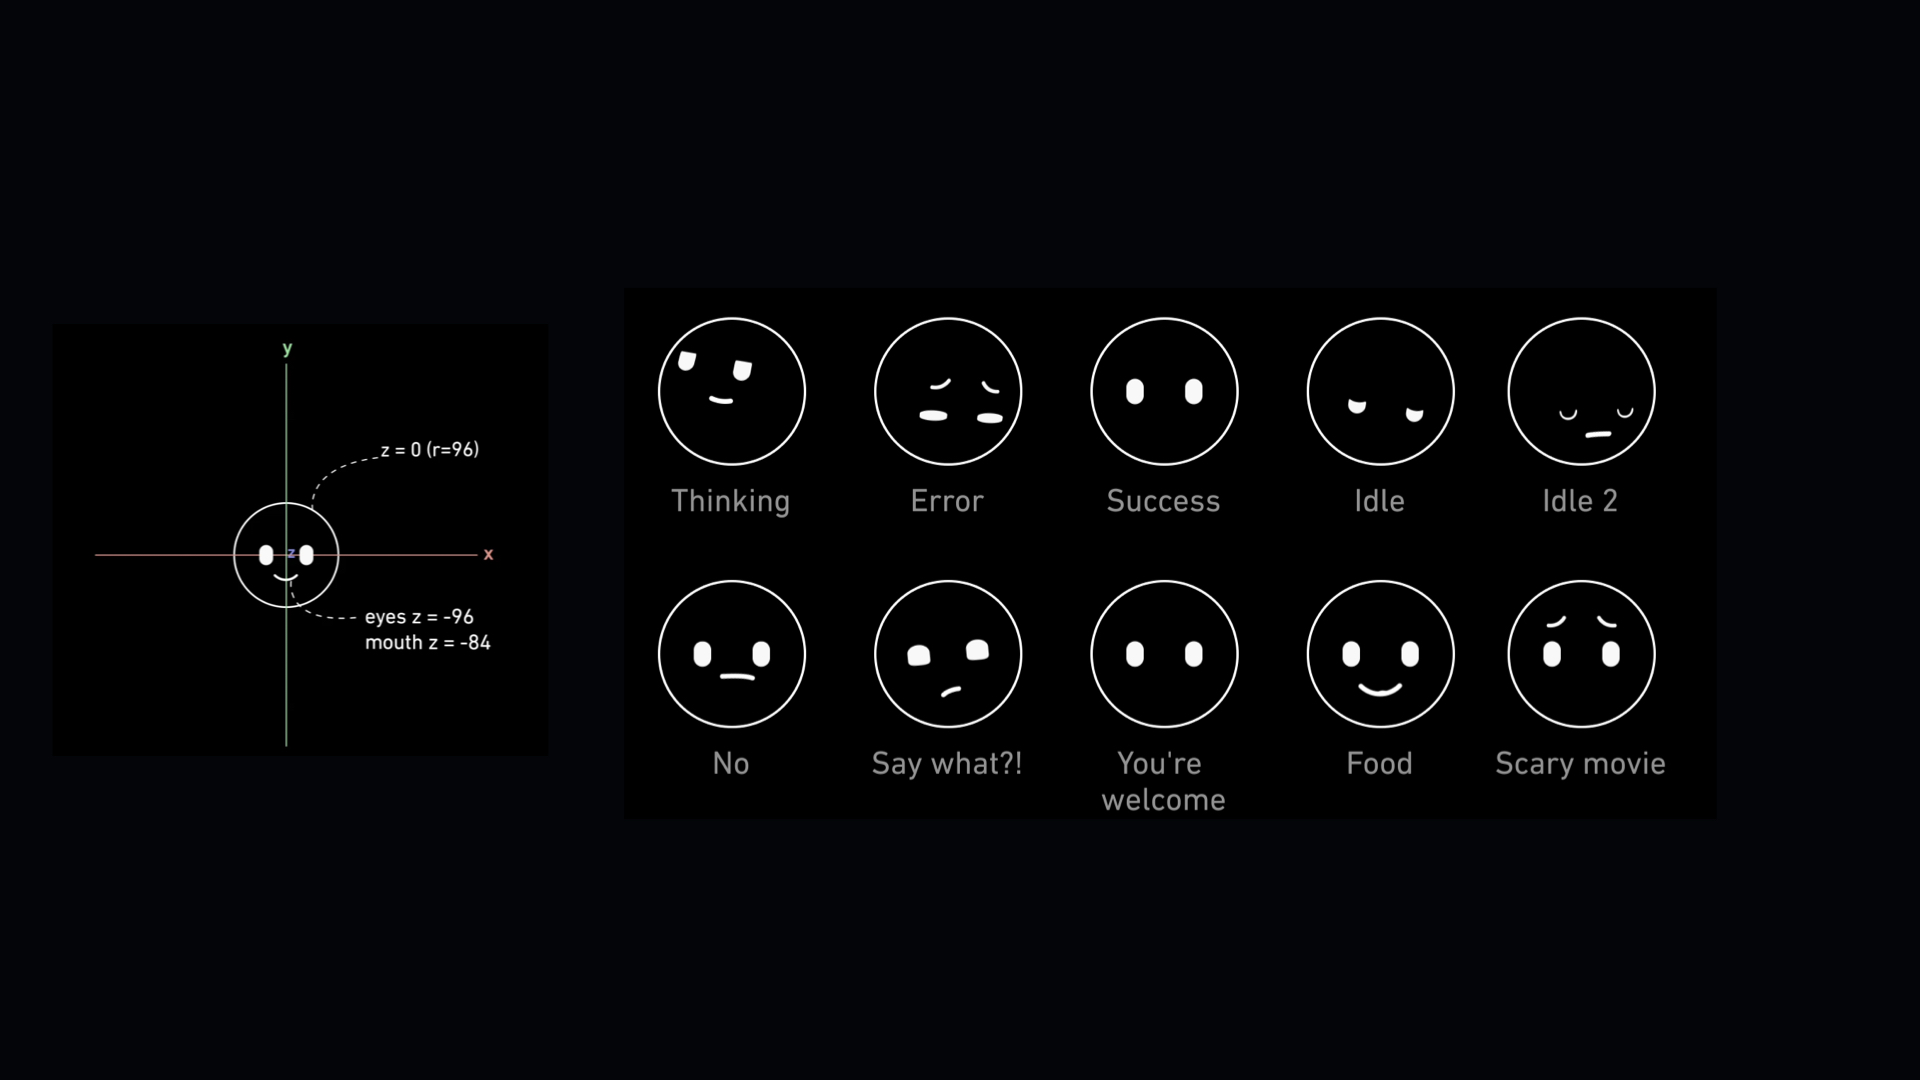 y
z = 0 (r=96)
z
x
eyes z = -96
mouth z = -84
Thinking
Error
Success
Idle
Idle 2
No
Say what?!
You're
welcome
Food
Scary movie